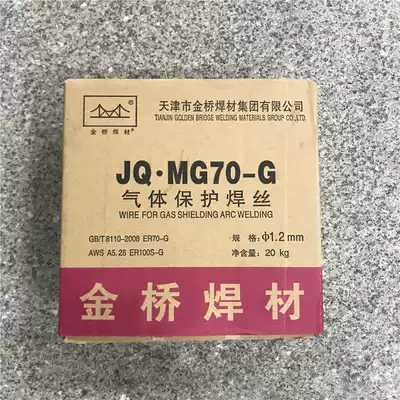 金桥焊材
天津市金桥焊材集团有限公司
TIANJIN GOLDEN BRIDGE WELDING MATERIALS GROUP CO.,LTD.
JQ·MG70-G
气体保护焊丝
WIRE FOR GAS SHIELDING ARC WELDING
GB/T 8110-2008 ER70-G
规 格: Φ1.2 mm
AWS A5.28 ER100S-G
净含量: 20 kg
金桥焊材